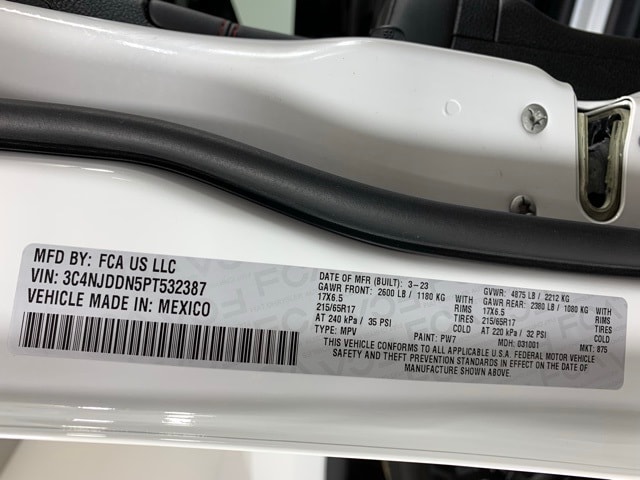 MFD BY: FCA US LLC
VIN: 3C4NJDDN5PT532387
VEHICLE MADE IN: MEXICO
DATE OF MFR (BUILT): 3-23 GVWR: 4875 LB / 2212 KG
GAWR FRONT: 2600 LB / 1180 KG WITH GAWR REAR: 2380 LB / 1080 KG WITH
17X6.5 RIMS 17X6.5 RIMS
215/65R17 TIRES 215/65R17 TIRES
AT 240 kPa / 35 PSI AT 220 kPa / 32 PSI
TYPE: MPV PAINT: PW7 MDH: 031001 MKT: 875
THIS VEHICLE CONFORMS TO ALL APPLICABLE U.S.A. FEDERAL MOTOR VEHICLE
SAFETY AND THEFT PREVENTION STANDARDS IN EFFECT ON THE DATE OF
MANUFACTURE SHOWN ABOVE.